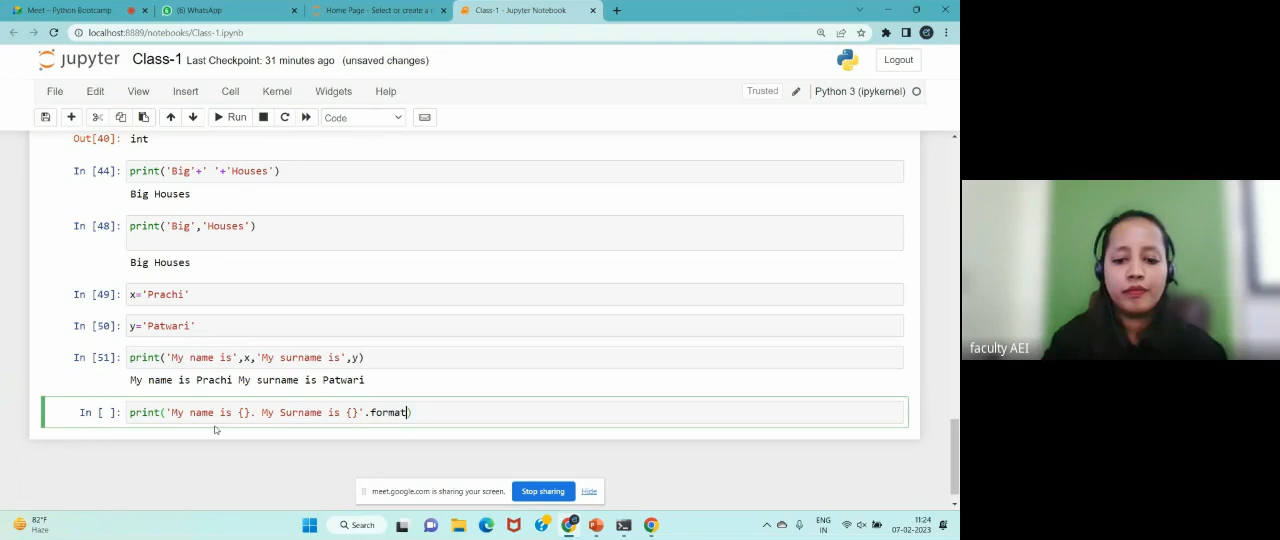 Meet – Python Bootcamp
(6) WhatsApp
Home Page - Select or create a n
Class-1 - Jupyter Notebook
localhost:8889/notebooks/Class-1.ipynb
jupyter Class-1 Last Checkpoint: 31 minutes ago (unsaved changes)
Logout
File Edit View Insert Cell Kernel Widgets Help
Trusted
Python 3 (ipykernel)
Run
Code
Out[40]: int
In [44]: print('Big'+' '+'Houses')
Big Houses
In [48]: print('Big','Houses')
Big Houses
In [49]: x='Prachi'
In [50]: y='Patwari'
In [51]: print('My name is',x,'My surname is',y)
My name is Prachi My surname is Patwari
In [ ]: print('My name is {}. My Surname is {}'.format)
faculty AEI
meet.google.com is sharing your screen.
Stop sharing
Hide
82°F
Haze
Search
ENG
IN
11:24
07-02-2023